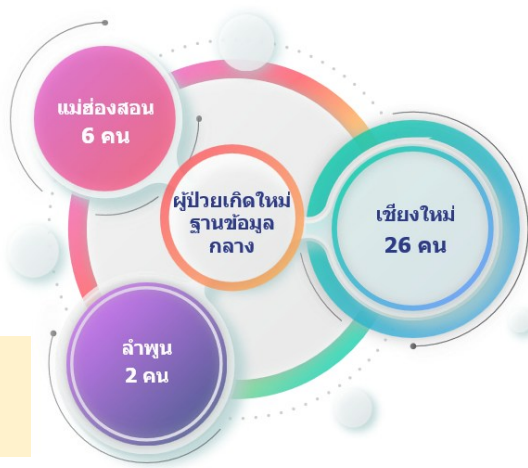 แม่ฮ่องสอน
6 คน
ผู้ป่วยเกิดใหม่
ฐานข้อมูล
กลาง
เชียงใหม่
26 คน
ลำพูน
2 คน